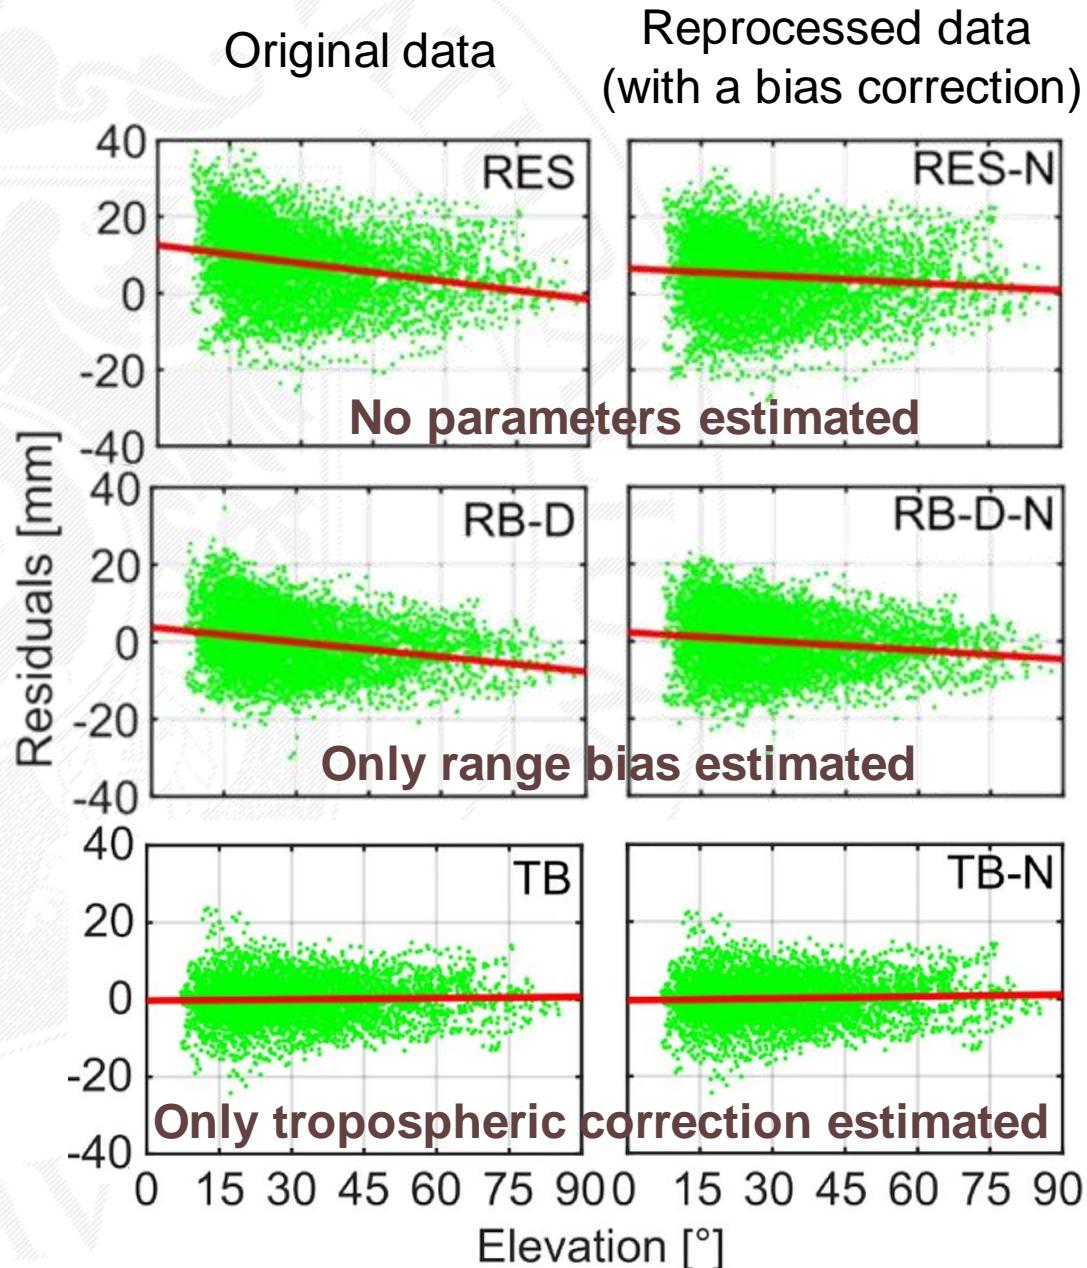 Original data
Reprocessed data
(with a bias correction)
Residuals [mm]
40
20
0
-20
-40
RES
RES-N
No parameters estimated
40
20
0
-20
-40
RB-D
RB-D-N
Only range bias estimated
40
20
0
-20
-40
TB
TB-N
Only tropospheric correction estimated
0 15 30 45 60 75 90 0 15 30 45 60 75 90
Elevation [°]